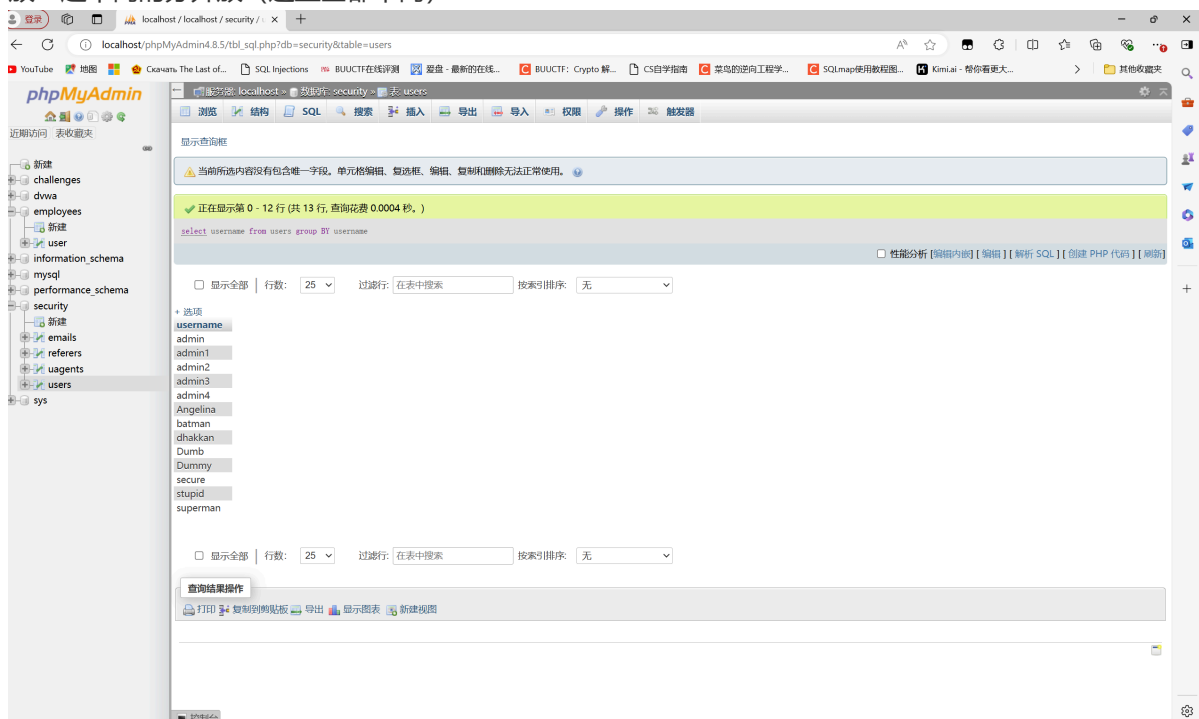 登录
localhost / localhost / security / u
localhost/phpMyAdmin4.8.5/tbl_sql.php?db=security&table=users
YouTube 地图 Скачать The Last of... SQL Injections BUUCTF在线评测 爱盘 - 最新的在线... BUUCTF：Crypto 解... CS自学指南 菜鸟的逆向工程学... SQLmap使用教程图... Kimi.ai - 帮你看更大... 其他收藏夹
phpMyAdmin
近期访问 表收藏夹
新建
challenges
dvwa
employees
新建
user
information_schema
mysql
performance_schema
security
新建
emails
referers
uagents
users
sys
服务器: localhost » 数据库: security » 表: users
浏览 结构 SQL 搜索 插入 导出 导入 权限 操作 触发器
显示查询框
当前所选内容没有包含唯一字段。单元格编辑、复选框、编辑、复制和删除无法正常使用。
正在显示第 0 - 12 行 (共 13 行, 查询花费 0.0004 秒。)
select username from users group BY username
性能分析 [编辑内嵌] [ 编辑 ] [ 解析 SQL ] [ 创建 PHP 代码 ] [ 刷新]
显示全部 行数: 25 过滤行: 在表中搜索 按索引排序: 无
+ 选项
username
admin
admin1
admin2
admin3
admin4
Angelina
batman
dhakkan
Dumb
Dummy
secure
stupid
superman
显示全部 行数: 25 过滤行: 在表中搜索 按索引排序: 无
查询结果操作
打印 复制到剪贴板 导出 显示图表 新建视图
控制台